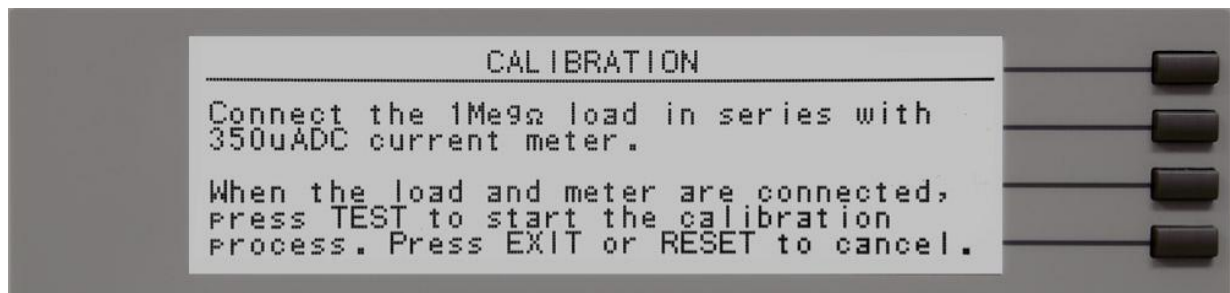 CALIBRATION
Connect the 1MegΩ load in series with
350uADC current meter.
When the load and meter are connected,
press TEST to start the calibration
process. Press EXIT or RESET to cancel.